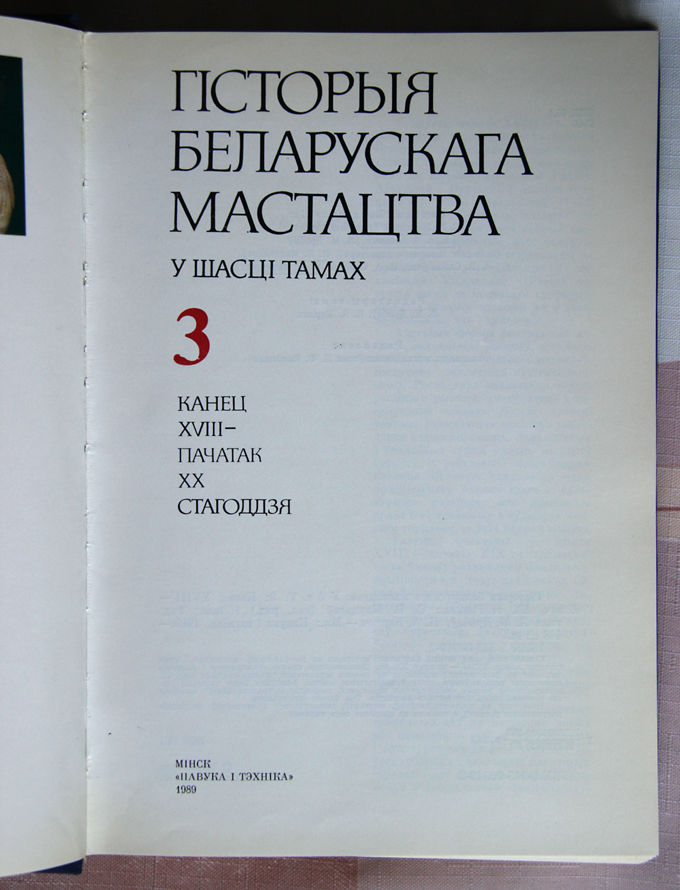 ГІСТОРЫЯ
БЕЛАРУСКАГА
МАСТАЦТВА
У ШАСЦІ ТАМАХ
3
КАНЕЦ
XVIII–
ПАЧАТАК
XX
СТАГОДДЗЯ
МІНСК
«НАВУКА І ТЭХНІКА»
1989